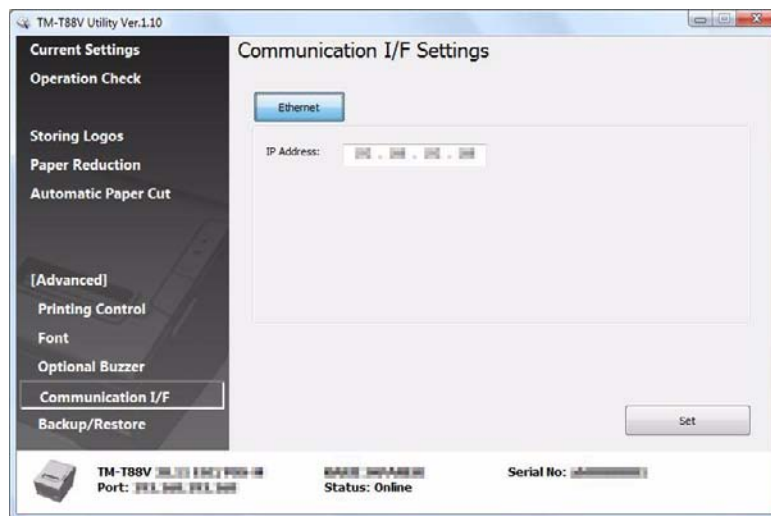 TM-T88V Utility Ver.1.10
Current Settings
Operation Check
Storing Logos
Paper Reduction
Automatic Paper Cut
[Advanced]
Printing Control
Font
Optional Buzzer
Communication I/F
Backup/Restore
Communication I/F Settings
Ethernet
IP Address:
Set
TM-T88V
Port:
Status: Online
Serial No: